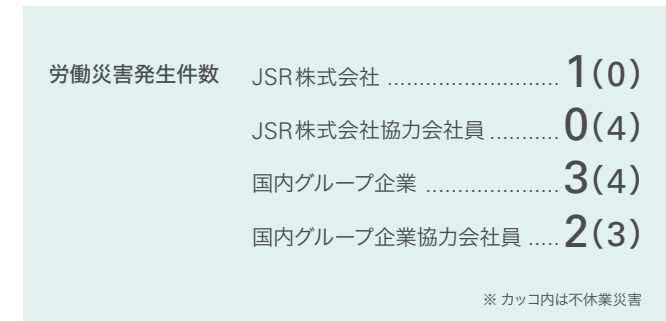 労働災害発生件数 JSR株式会社 ........................... 1(0)
JSR株式会社協力会社員 ........... 0(4)
国内グループ企業 ..................... 3(4)
国内グループ企業協力会社員 ..... 2(3)
※ カッコ内は不休業災害